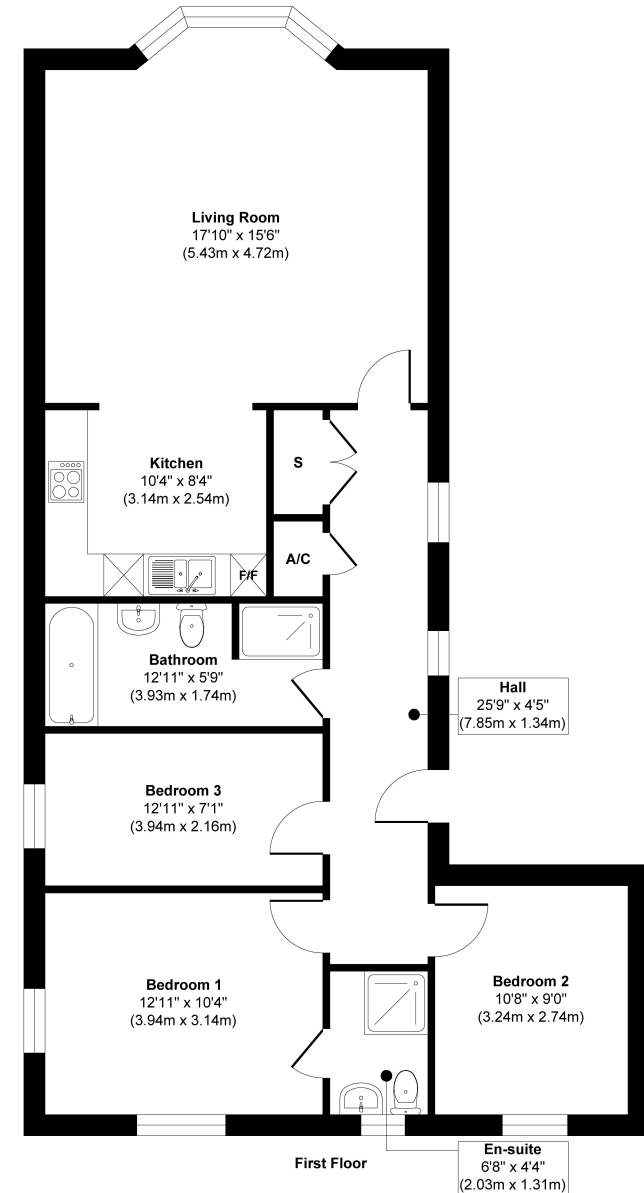 Living Room
17'10" x 15'6"
(5.43m x 4.72m)
Kitchen
10'4" x 8'4"
(3.14m x 2.54m)
S
A/C
F/F
Bathroom
12'11" x 5'9"
(3.93m x 1.74m)
Hall
25'9" x 4'5"
(7.85m x 1.34m)
Bedroom 3
12'11" x 7'1"
(3.94m x 2.16m)
Bedroom 1
12'11" x 10'4"
(3.94m x 3.14m)
Bedroom 2
10'8" x 9'0"
(3.24m x 2.74m)
En-suite
6'8" x 4'4"
(2.03m x 1.31m)
First Floor